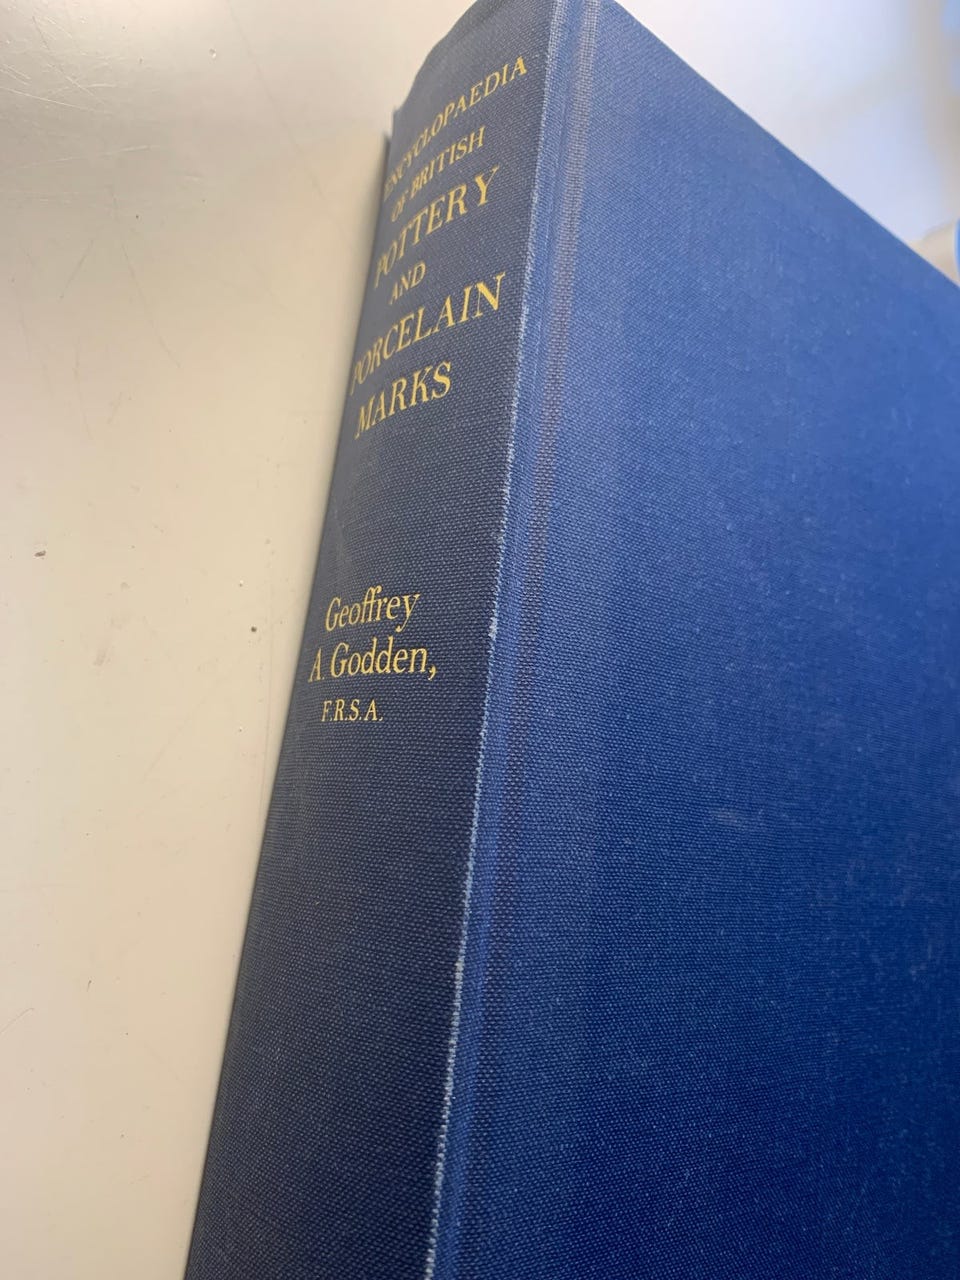 ENCYCLOPAEDIA
OF BRITISH
POTTERY
AND
PORCELAIN
MARKS
Geoffrey
A. Godden,
F.R.S.A.